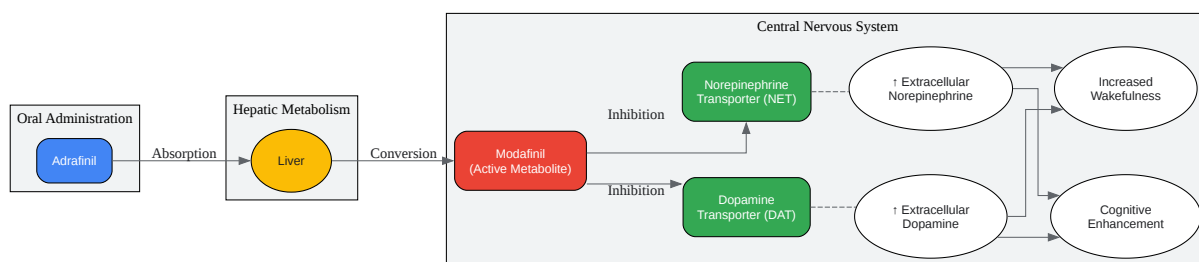 Central Nervous System
Norepinephrine
Transporter (NET)
↑ Extracellular
Norepinephrine
Increased
Wakefulness
Hepatic Metabolism
Oral Administration
Inhibition
Adrafinil
Absorption
Liver
Conversion
Modafinil
(Active Metabolite)
Inhibition
Dopamine
Transporter (DAT)
↑ Extracellular
Dopamine
Cognitive
Enhancement